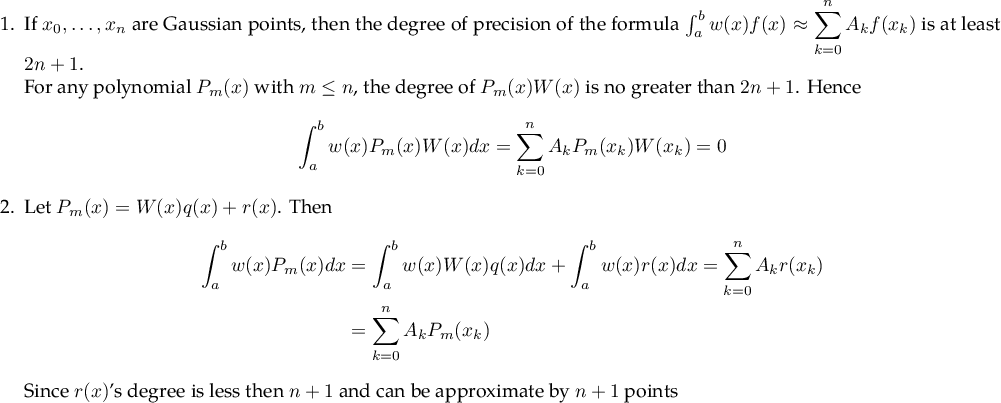 1. If $x_0, \ldots, x_n$ are Gaussian points, then the degree of precision of the formula $\int_a^b w(x)f(x) \approx \sum_{k=0}^{n} A_k f(x_k)$ is at least
$2n + 1$.
For any polynomial $P_m(x)$ with $m \leq n$, the degree of $P_m(x)W(x)$ is no greater than $2n + 1$. Hence
$\int_a^b w(x)P_m(x)W(x)dx = \sum_{k=0}^{n} A_k P_m(x_k)W(x_k) = 0$
2. Let $P_m(x) = W(x)q(x) + r(x)$. Then
$\int_a^b w(x)P_m(x)dx = \int_a^b w(x)W(x)q(x)dx + \int_a^b w(x)r(x)dx = \sum_{k=0}^{n} A_k r(x_k)$
$= \sum_{k=0}^{n} A_k P_m(x_k)$
Since $r(x)$'s degree is less then $n + 1$ and can be approximate by $n + 1$ points